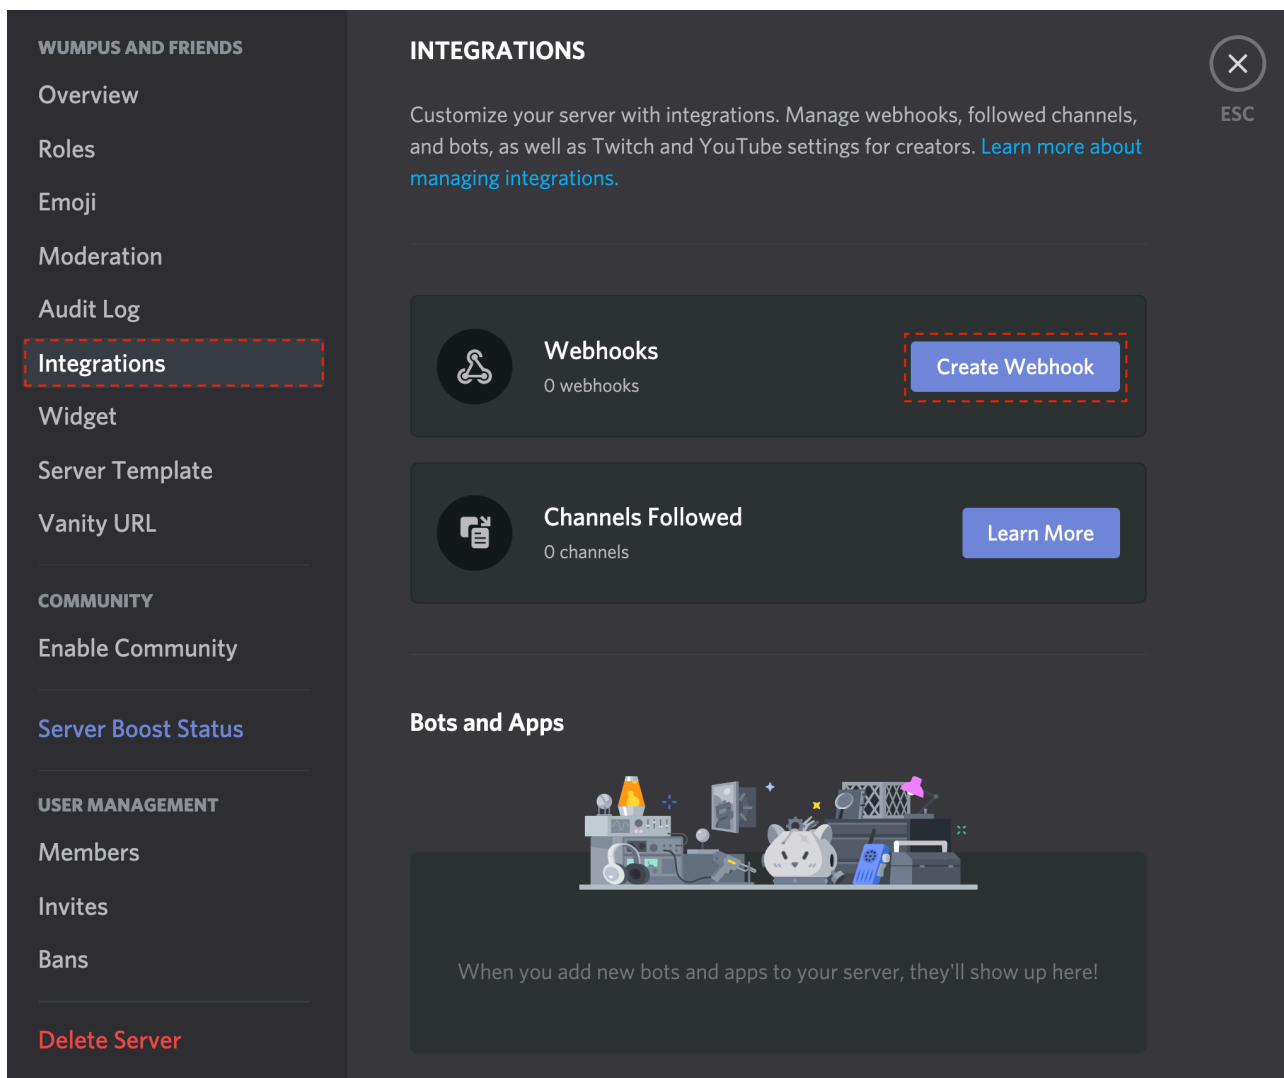 WUMPUS AND FRIENDS
Overview
Roles
Emoji
Moderation
Audit Log
Integrations
Widget
Server Template
Vanity URL
COMMUNITY
Enable Community
Server Boost Status
USER MANAGEMENT
Members
Invites
Bans
Delete Server
INTEGRATIONS
ESC
Customize your server with integrations. Manage webhooks, followed channels,
and bots, as well as Twitch and YouTube settings for creators. Learn more about
managing integrations.
Webhooks
0 webhooks
Create Webhook
Channels Followed
0 channels
Learn More
Bots and Apps
When you add new bots and apps to your server, they'll show up here!